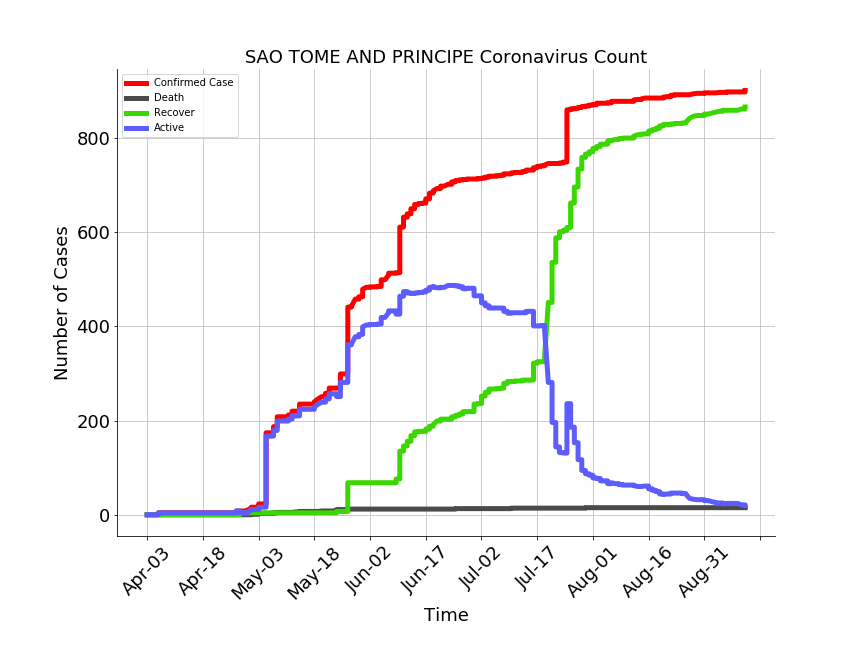 SAO TOME AND PRINCIPE Coronavirus Count
Confirmed Case
Death
Recover
Active
Number of Cases
800
600
400
200
0
Apr-03
Apr-18
May-03
May-18
Jun-02
Jun-17
Jul-02
Jul-17
Aug-01
Aug-16
Aug-31
Time